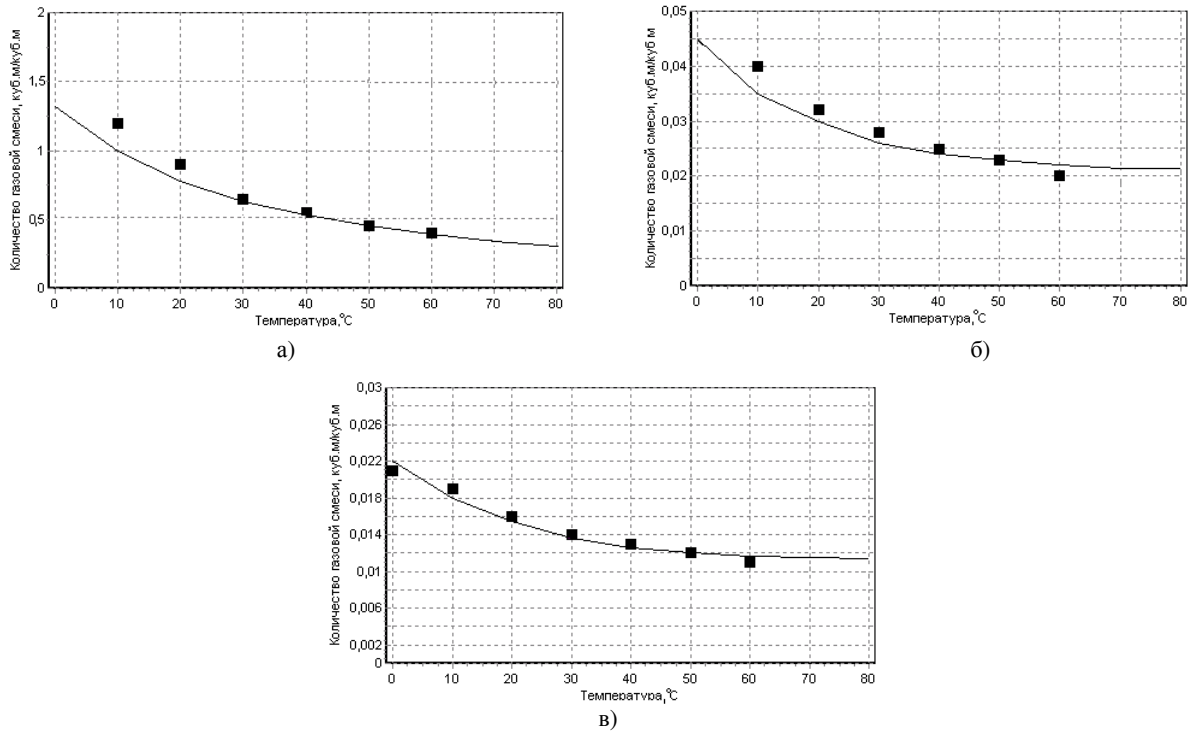 Количество газовой смеси, куб.м/куб.м
2
1,5
1
0,5
0
0 10 20 30 40 50 60 70 80
Температура,°C
а)
Количество газовой смеси, куб.м/куб м
0,05
0,04
0,03
0,02
0,01
0
0 10 20 30 40 50 60 70 80
Температура,°C
б)
Количество газовой смеси, куб.м/куб.м
0,03
0,026
0,022
0,018
0,014
0,01
0,006
0,002
0
0 10 20 30 40 50 60 70 80
Температура,°C
в)